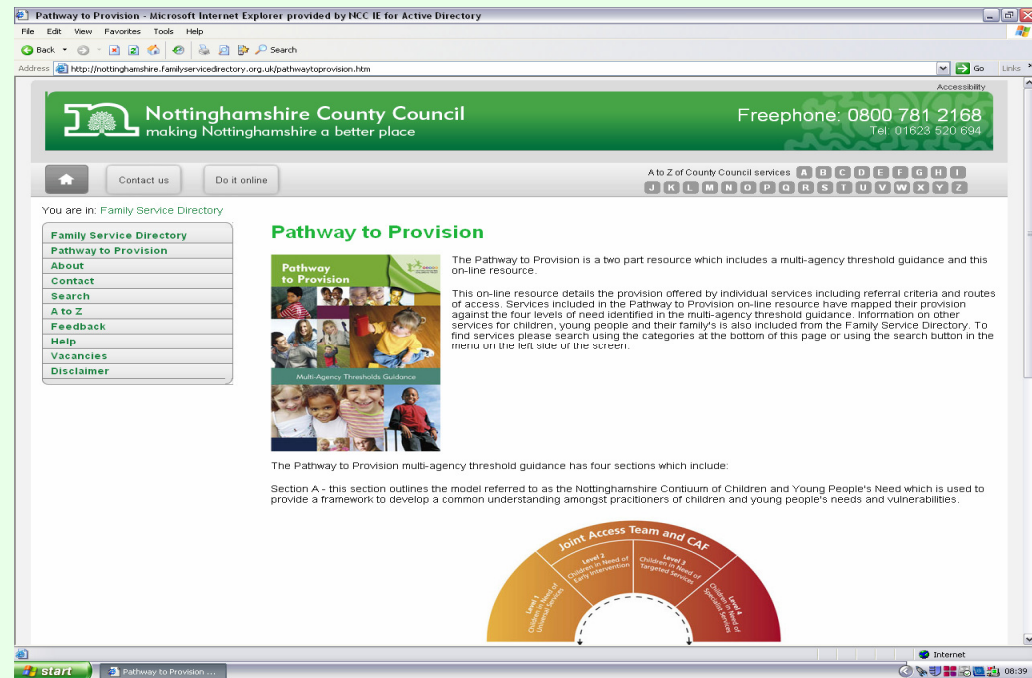 Pathway to Provision - Microsoft Internet Explorer provided by NCC IE for Active Directory
File Edit View Favorites Tools Help
Back Search
Address http://nottinghamshire.familyservicedirectory.org.uk/pathwaytoprovision.htm Go Links »
Accessibility
Nottinghamshire County Council
making Nottinghamshire a better place
Freephone: 0800 781 2168
Tel: 01623 520 694
Contact us Do it online
A to Z of County Council services A B C D E F G H I
J K L M N O P Q R S T U V W X Y Z
You are in: Family Service Directory
Family Service Directory
Pathway to Provision
About
Contact
Search
A to Z
Feedback
Help
Vacancies
Disclaimer
Pathway to Provision
Pathway
to Provision
Multi-Agency Thresholds Guidance
The Pathway to Provision is a two part resource which includes a multi-agency threshold guidance and this
on-line resource.
This on-line resource details the provision offered by individual services including referral criteria and routes
of access. Services included in the Pathway to Provision on-line resource have mapped their provision
against the four levels of need identified in the multi-agency threshold guidance. Information on other
services for children, young people and their family's is also included from the Family Service Directory. To
find services please search using the categories at the bottom of this page or using the search button in the
menu on the left side of the screen.
The Pathway to Provision multi-agency threshold guidance has four sections which include:
Section A - this section outlines the model referred to as the Nottinghamshire Contiuum of Children and Young People's Need which is used to
provide a framework to develop a common understanding amongst pracitioners of children and young people's needs and vulnerabilities.
Joint Access Team and CAF
Level 1
Children in Need of
Universal Services
Level 2
Children in Need of
Early Intervention
Level 3
Children in Need of
Targeted Services
Level 4
Children in Need of
Specialist Services
Internet
start Pathway to Provision ... 08:39